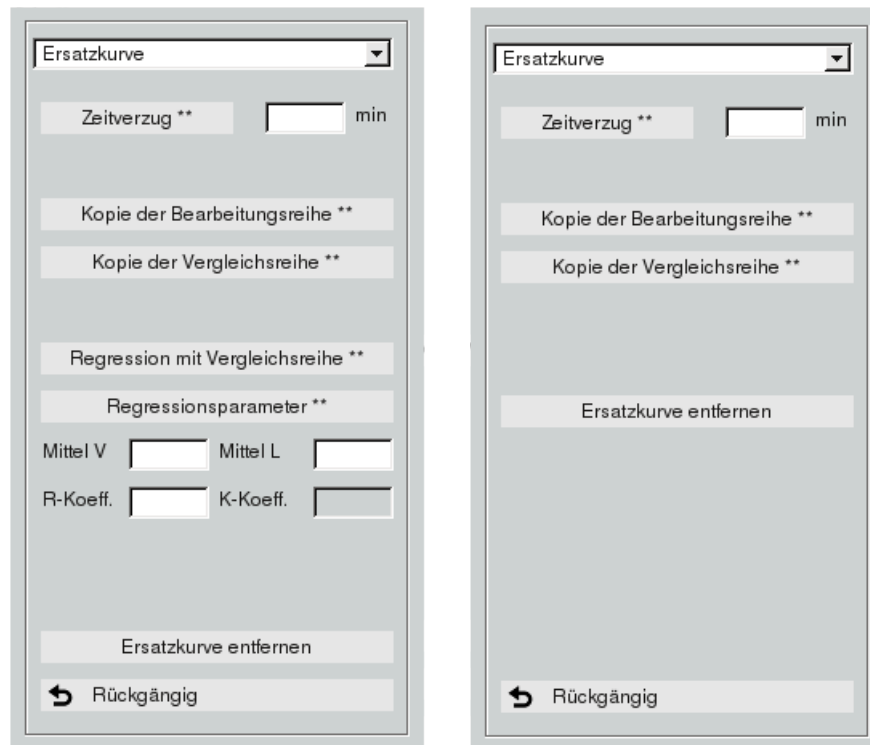 Ersatzkurve
Zeitverzug ** min
Kopie der Bearbeitungsreihe **
Kopie der Vergleichsreihe **
Regression mit Vergleichsreihe **
Regressionsparameter **
Mittel V Mittel L
R-Koeff. K-Koeff.
Ersatzkurve entfernen
Rückgängig
Ersatzkurve
Zeitverzug ** min
Kopie der Bearbeitungsreihe **
Kopie der Vergleichsreihe **
Ersatzkurve entfernen
Rückgängig